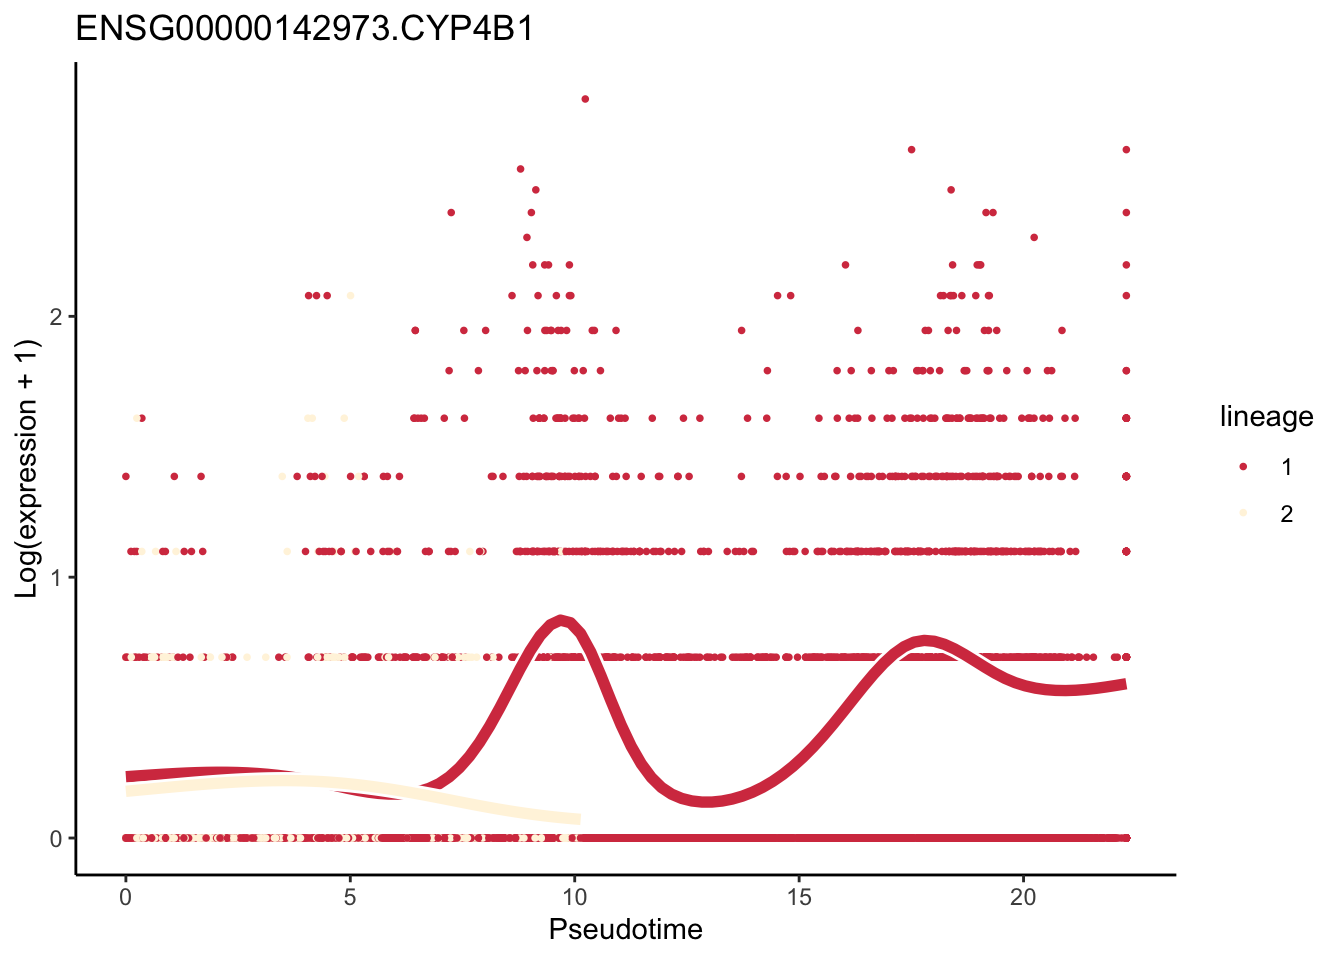 ENSG00000142973.CYP4B1
Log(expression + 1)
2
1
0
0 5 10 15 20
Pseudotime
lineage
1
2